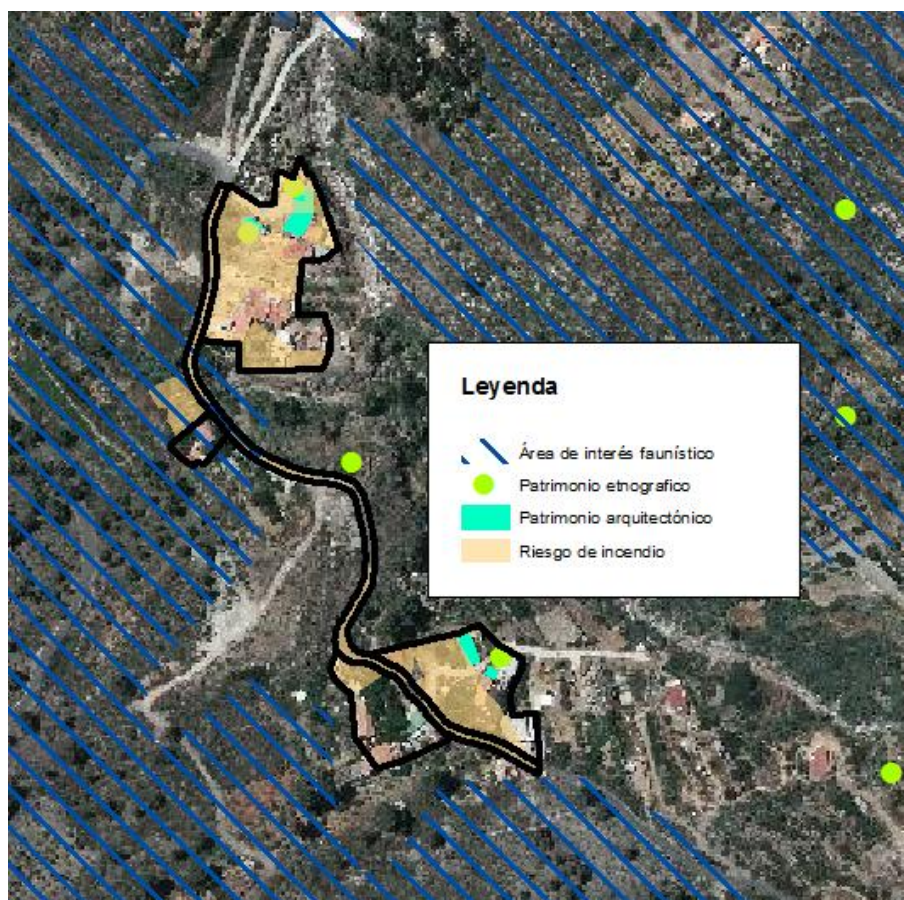 Leyenda
Área de interés faunístico
Patrimonio etnografico
Patrimonio arquitectónico
Riesgo de incendio